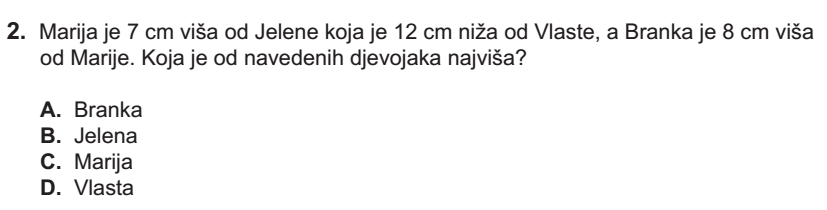 2. Marija je 7 cm viša od Jelene koja je 12 cm niža od Vlaste, a Branka je 8 cm viša
od Marije. Koja je od navedenih djevojaka najviša?
A. Branka
B. Jelena
C. Marija
D. Vlasta